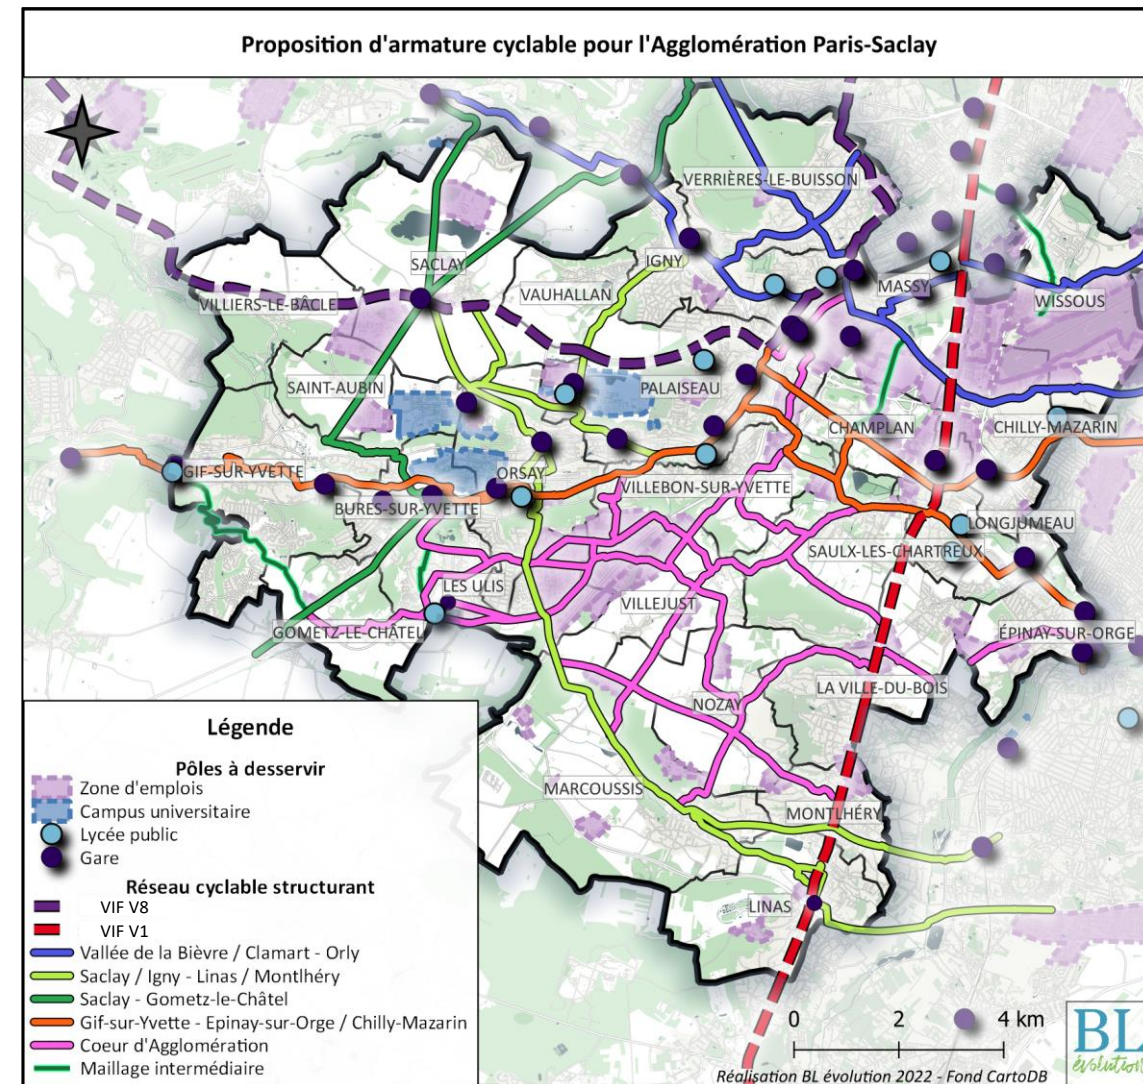 Proposition d'armature cyclable pour l'Agglomération Paris-Saclay
VERRIÈRES-LE-BUISSON
IGNY
SACLAY
MASSY
VAUHALLAN
VILLIERS-LE-BÂCLE
WISSOUS
SAINT-AUBIN
PALAISEAU
CHAMPLAN
CHILLY-MAZARIN
GIF-SUR-YVETTE
ORSAY
VILLEBON-SUR-YVETTE
BURES-SUR-YVETTE
LONGJUMEAU
SAULX-LES-CHARTREUX
LES ULIS
VILLEJUST
GOMETZ-LE-CHÂTEL
ÉPINAY-SUR-ORGE
LA VILLE-DU-BOIS
NOZAY
MARCOUSSIS
MONTLHÉRY
LINAS
Légende
Pôles à desservir
Zone d'emplois
Campus universitaire
Lycée public
Gare
Réseau cyclable structurant
VIF V8
VIF V1
Vallée de la Bièvre / Clamart - Orly
Saclay / Igny - Linas / Montlhéry
Saclay - Gometz-le-Châtel
Gif-sur-Yvette - Epinay-sur-Orge / Chilly-Mazarin
Coeur d'Agglomération
Maillage intermédiaire
0 2 4 km
BL
évolution
Réalisation BL évolution 2022 - Fond CartoDB